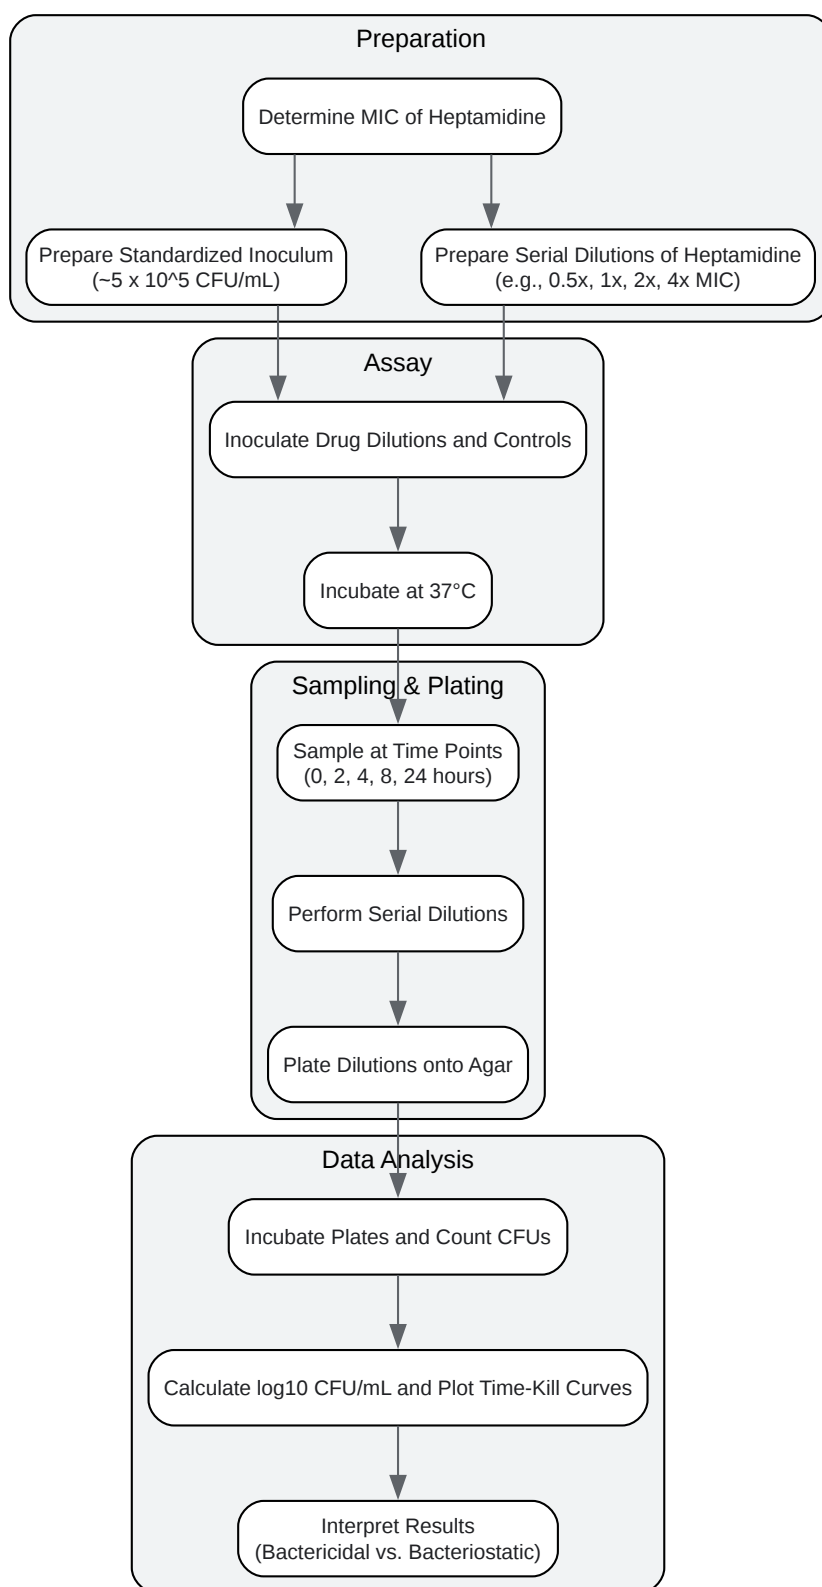 Preparation
Determine MIC of Heptamidine
Prepare Standardized Inoculum
(~5 x 10^5 CFU/mL)
Prepare Serial Dilutions of Heptamidine
(e.g., 0.5x, 1x, 2x, 4x MIC)
Assay
Inoculate Drug Dilutions and Controls
Incubate at 37°C
Sampling & Plating
Sample at Time Points
(0, 2, 4, 8, 24 hours)
Perform Serial Dilutions
Plate Dilutions onto Agar
Data Analysis
Incubate Plates and Count CFUs
Calculate log10 CFU/mL and Plot Time-Kill Curves
Interpret Results
(Bactericidal vs. Bacteriostatic)